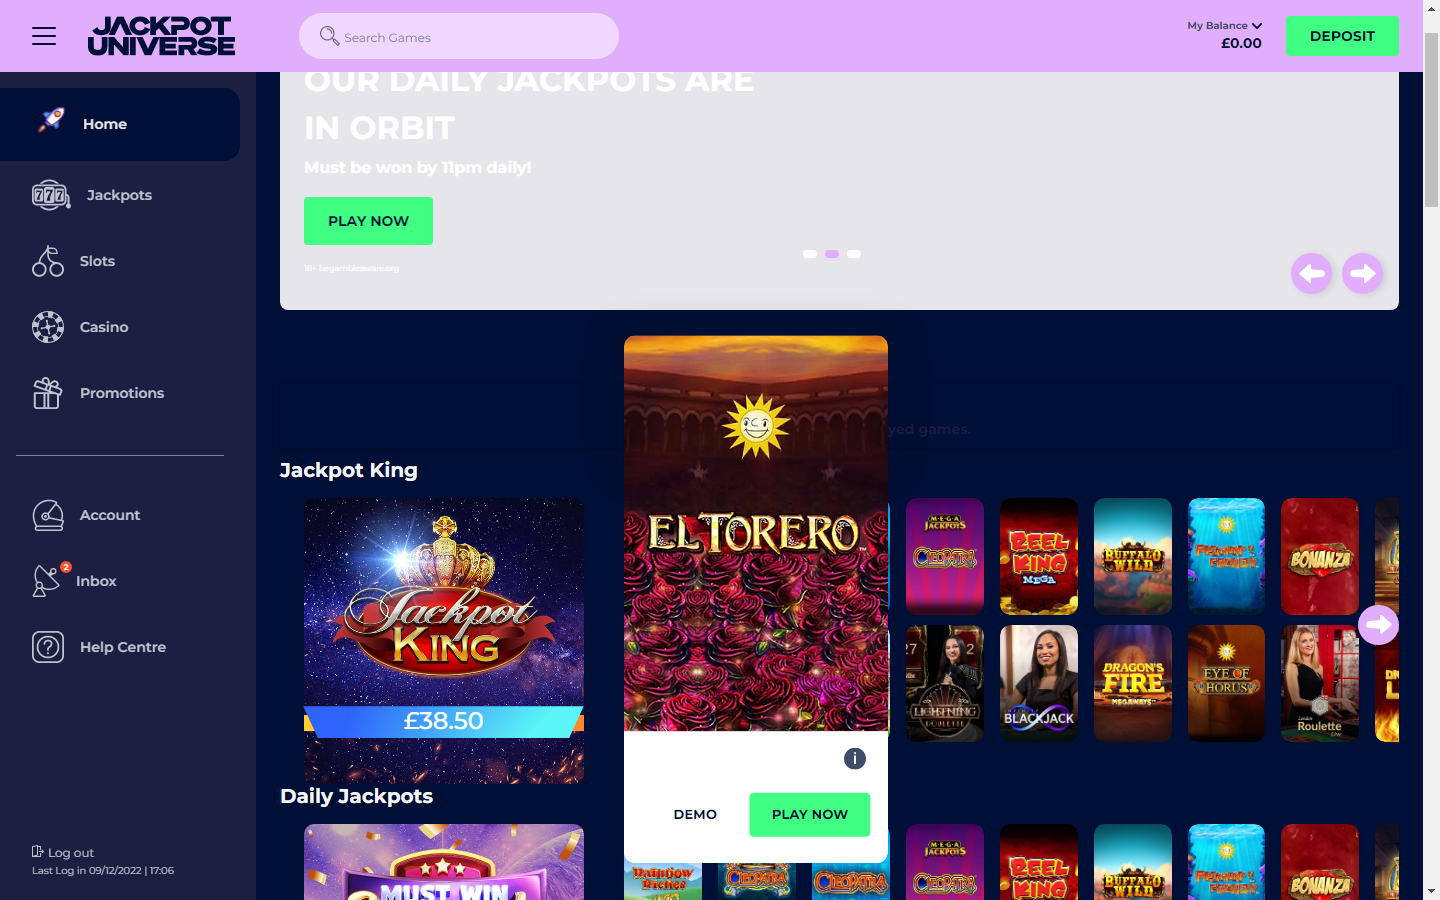 JACKPOT
UNIVERSE
Search Games
My Balance
£0.00
DEPOSIT
Home
Jackpots
Slots
Casino
Promotions
Account
2
Inbox
Help Centre
Log out
Last Log in 09/12/2022 | 17:06
OUR DAILY JACKPOTS ARE
IN ORBIT
Must be won by 11pm daily!
PLAY NOW
18+ begambleaware.org
yed games.
Jackpot King
Jackpot
KING
£38.50
EL TORERO™
i
DEMO
PLAY NOW
MEGA
JACKPOTS
CLEOPATRA
REEL
KING
MEGA
BUFFALO
WILD
FISHIN'
FRENZY
BONANZA
27
2
LIGHTNING
ROULETTE
BLACKJACK
DRAGON'S
FIRE
MEGAWAYS
EYE OF
HORUS
London
Roulette
Live
Daily Jackpots
MUST WIN
Rainbow
Riches
CLEOPATRA
CLEOPATRA
MEGA
JACKPOTS
CLEOPATRA
REEL
KING
BUFFALO
WILD
FISHIN'
FRENZY
BONANZA